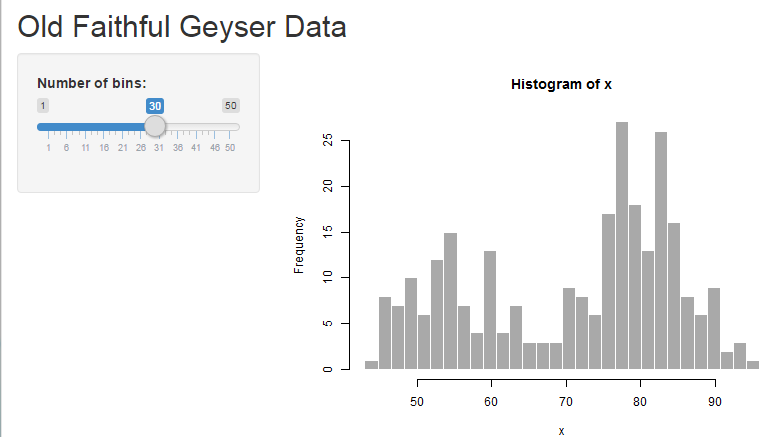 Old Faithful Geyser Data
Number of bins:
1 30 50
1 6 11 16 21 26 31 36 41 46 50
Histogram of x
Frequency
25
20
15
10
5
0
50 60 70 80 90
x